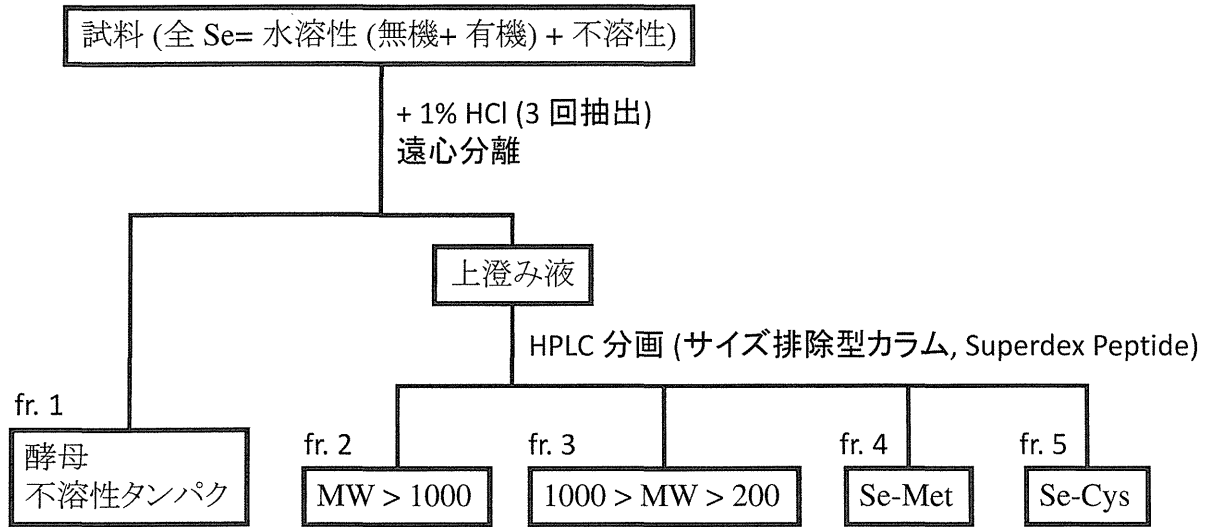 試料 (全 Se= 水溶性 (無機+ 有機) + 不溶性)
+ 1% HCl (3 回抽出)
遠心分離
上澄み液
HPLC 分画 (サイズ排除型カラム, Superdex Peptide)
fr. 1
酵母
不溶性タンパク
fr. 2
MW > 1000
fr. 3
1000 > MW > 200
fr. 4
Se-Met
fr. 5
Se-Cys